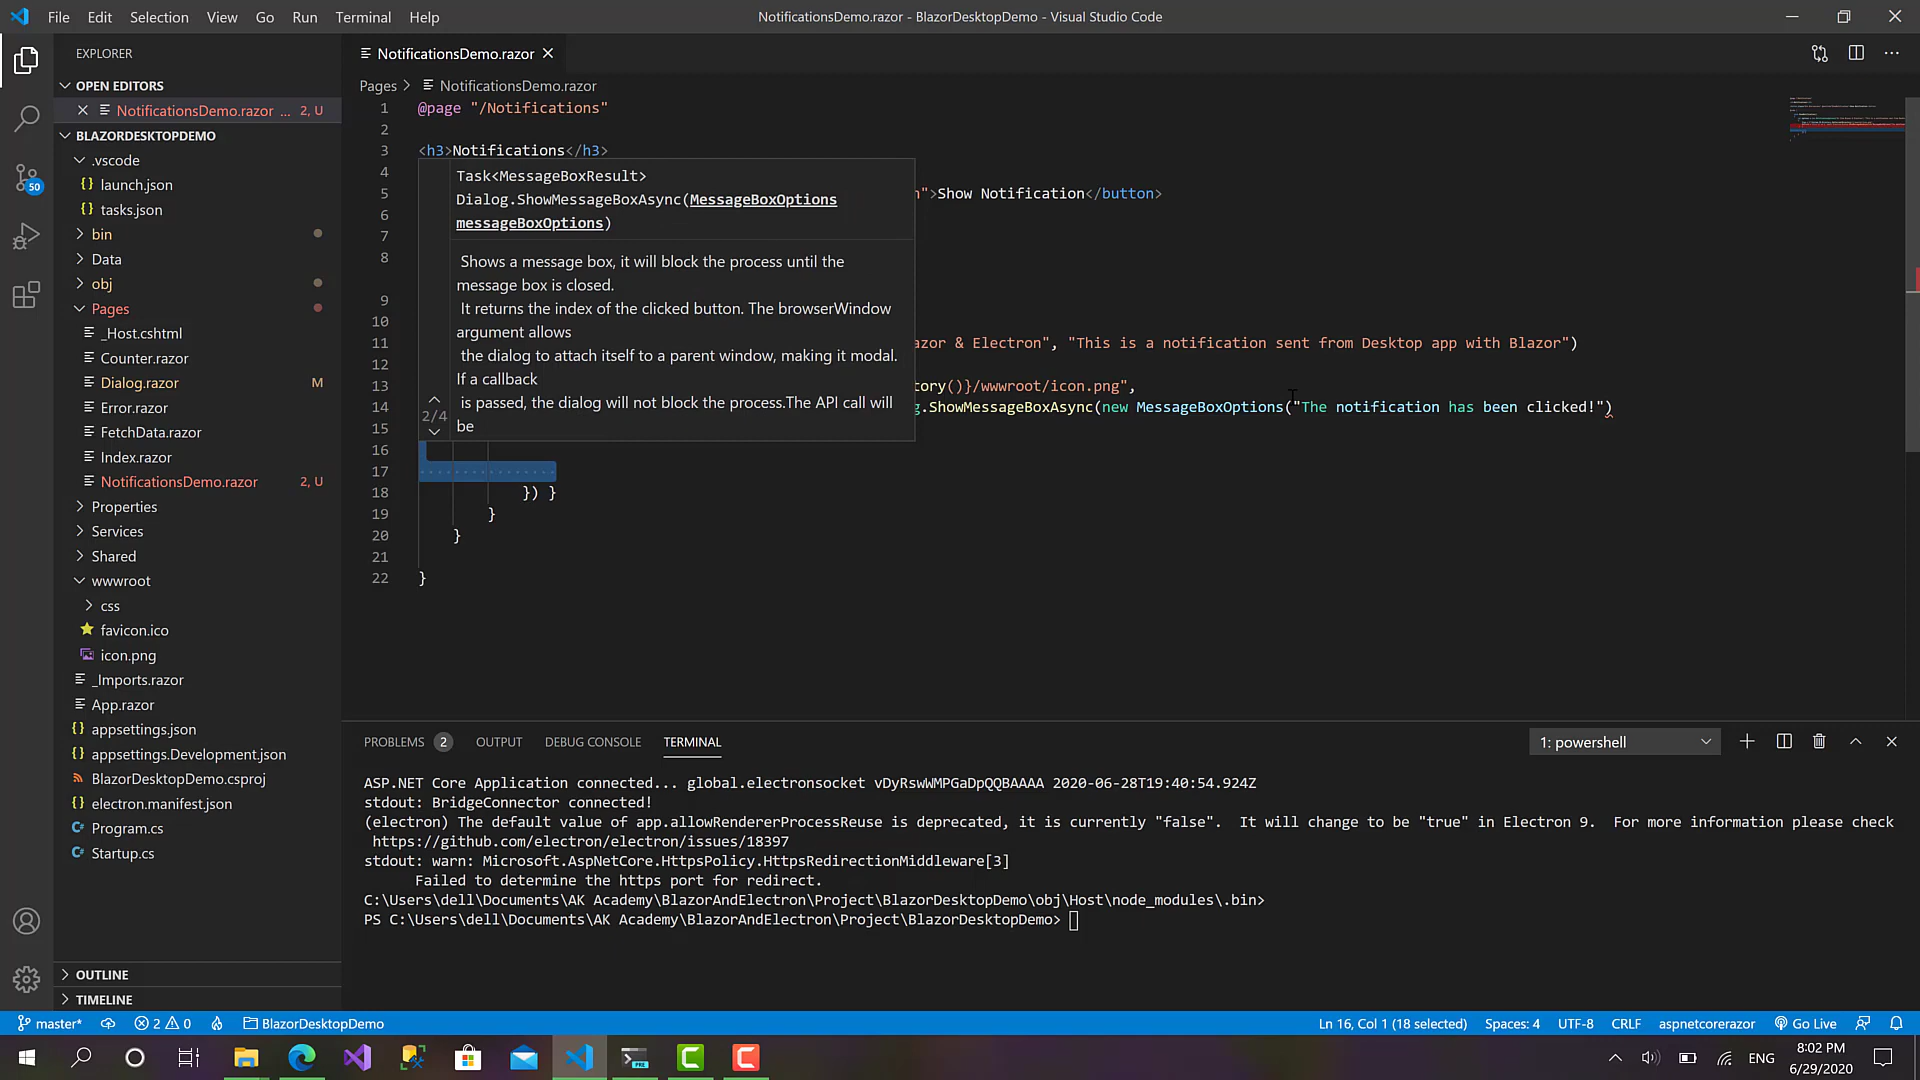 File Edit Selection View Go Run Terminal Help
NotificationsDemo.razor - BlazorDesktopDemo - Visual Studio Code
EXPLORER
OPEN EDITORS
NotificationsDemo.razor ... 2, U
BLAZORDESKTOPDEMO
.vscode
launch.json
tasks.json
bin
Data
obj
Pages
_Host.cshtml
Counter.razor
Dialog.razor M
Error.razor
FetchData.razor
Index.razor
NotificationsDemo.razor 2, U
Properties
Services
Shared
wwwroot
css
favicon.ico
icon.png
_Imports.razor
App.razor
appsettings.json
appsettings.Development.json
BlazorDesktopDemo.csproj
electron.manifest.json
Program.cs
Startup.cs
OUTLINE
TIMELINE
50
NotificationsDemo.razor
Pages > NotificationsDemo.razor
1 @page "/Notifications"
2
3 <h3>Notifications</h3>
4
5 n">Show Notification</button>
6
7
8
9
10
11 azor & Electron", "This is a notification sent from Desktop app with Blazor")
12
13 tory()}/wwwroot/icon.png",
14 g.ShowMessageBoxAsync(new MessageBoxOptions("The notification has been clicked!")
15
16
17
18 }) }
19 }
20 }
21
22 }
Task<MessageBoxResult>
Dialog.ShowMessageBoxAsync(MessageBoxOptions
messageBoxOptions)
Shows a message box, it will block the process until the
message box is closed.
It returns the index of the clicked button. The browserWindow
argument allows
the dialog to attach itself to a parent window, making it modal.
If a callback
is passed, the dialog will not block the process.The API call will
be
2/4
PROBLEMS 2 OUTPUT DEBUG CONSOLE TERMINAL
1: powershell
ASP.NET Core Application connected... global.electronsocket vDyRswWMPGaDpQQBAAAA 2020-06-28T19:40:54.924Z
stdout: BridgeConnector connected!
(electron) The default value of app.allowRendererProcessReuse is deprecated, it is currently "false".  It will change to be "true" in Electron 9.  For more information please check
https://github.com/electron/electron/issues/18397
stdout: warn: Microsoft.AspNetCore.HttpsPolicy.HttpsRedirectionMiddleware[3]
Failed to determine the https port for redirect.
C:\Users\dell\Documents\AK Academy\BlazorAndElectron\Project\BlazorDesktopDemo\obj\Host\node_modules\.bin>
PS C:\Users\dell\Documents\AK Academy\BlazorAndElectron\Project\BlazorDesktopDemo>
master* 2 0 BlazorDesktopDemo
Ln 16, Col 1 (18 selected) Spaces: 4 UTF-8 CRLF aspnetcorerazor Go Live
ENG
8:02 PM
6/29/2020